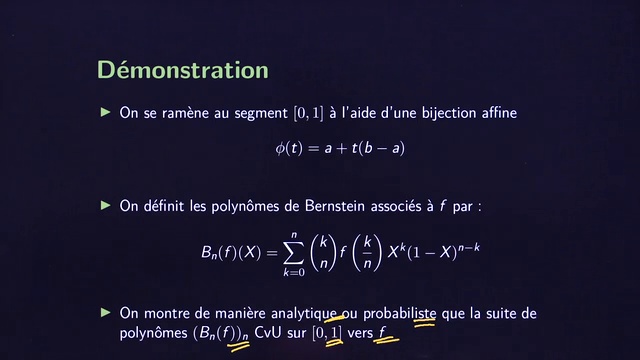 Démonstration
▶ On se ramène au segment [0, 1] à l'aide d'une bijection affine
ϕ(t) = a + t(b − a)
▶ On définit les polynômes de Bernstein associés à f par :
B_n(f)(X) = \sum_{k=0}^{n} \binom{k}{n} f\left(\frac{k}{n}\right) X^k(1 − X)^{n−k}
▶ On montre de manière analytique ou probabiliste que la suite de
polynômes (B_n(f))_n CvU sur [0, 1] vers f